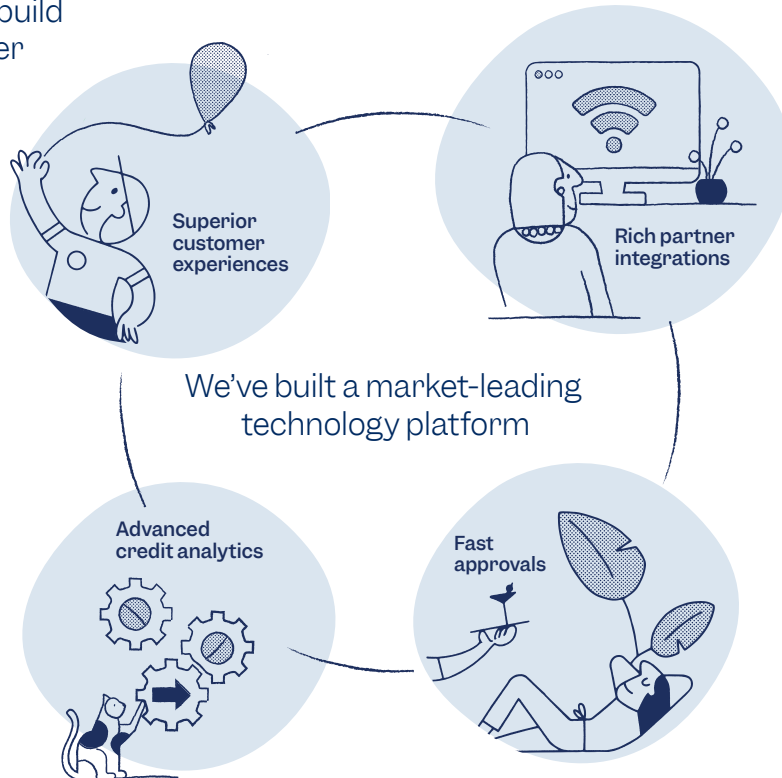 build
er
Superior
customer
experiences
Rich partner
integrations
We’ve built a market-leading
technology platform
Advanced
credit analytics
Fast
approvals